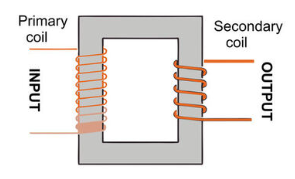 Primary
coil
Secondary
coil
INPUT
OUTPUT